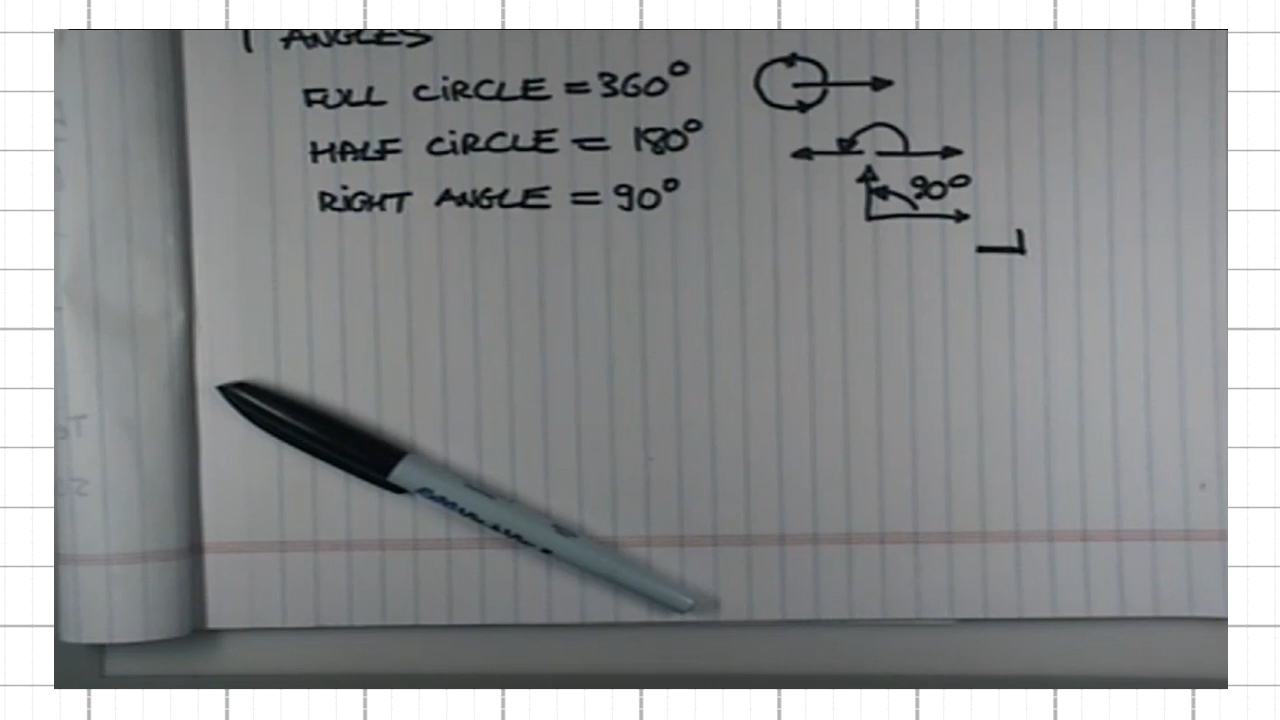 ANGLES
FULL CiRCLE = 360°
HALF CiRCLE = 180°
RiGHT ANGLE = 90°
90°